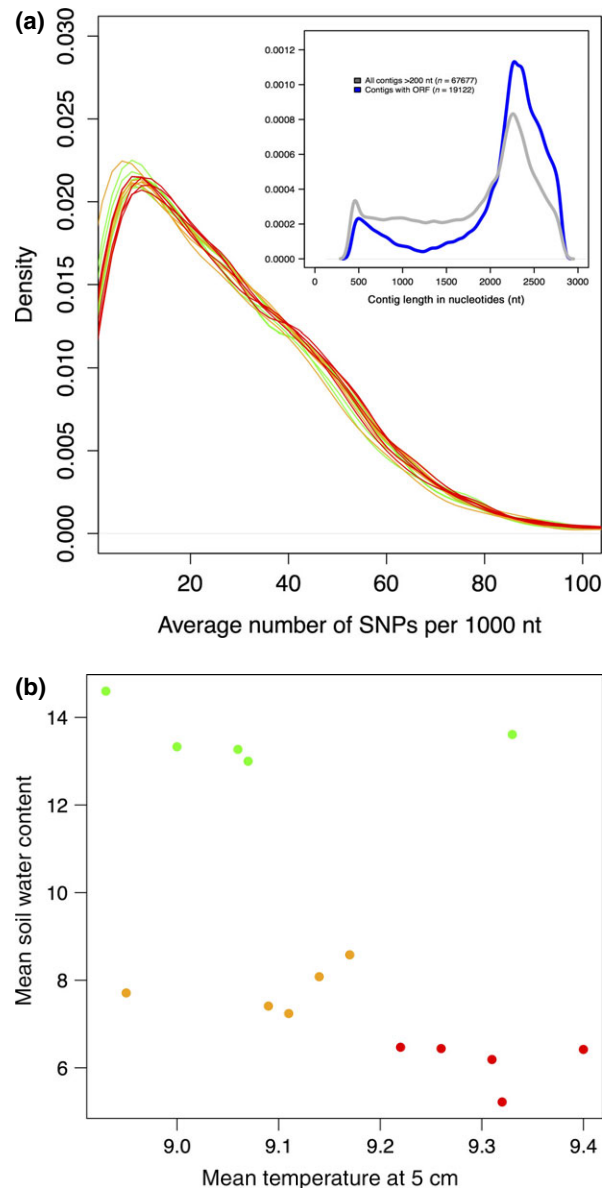 (a)
0.030
0.025
0.020
0.015
0.010
0.005
0.000
Density
20 40 60 80 100
Average number of SNPs per 1000 nt
0.0012
0.0010
0.0008
0.0006
0.0004
0.0002
0.0000
All contigs >200 nt (n = 67677)
Contigs with ORF (n = 19122)
0 500 1000 1500 2000 2500 3000
Contig length in nucleotides (nt)
(b)
14
12
10
8
6
Mean soil water content
9.0 9.1 9.2 9.3 9.4
Mean temperature at 5 cm